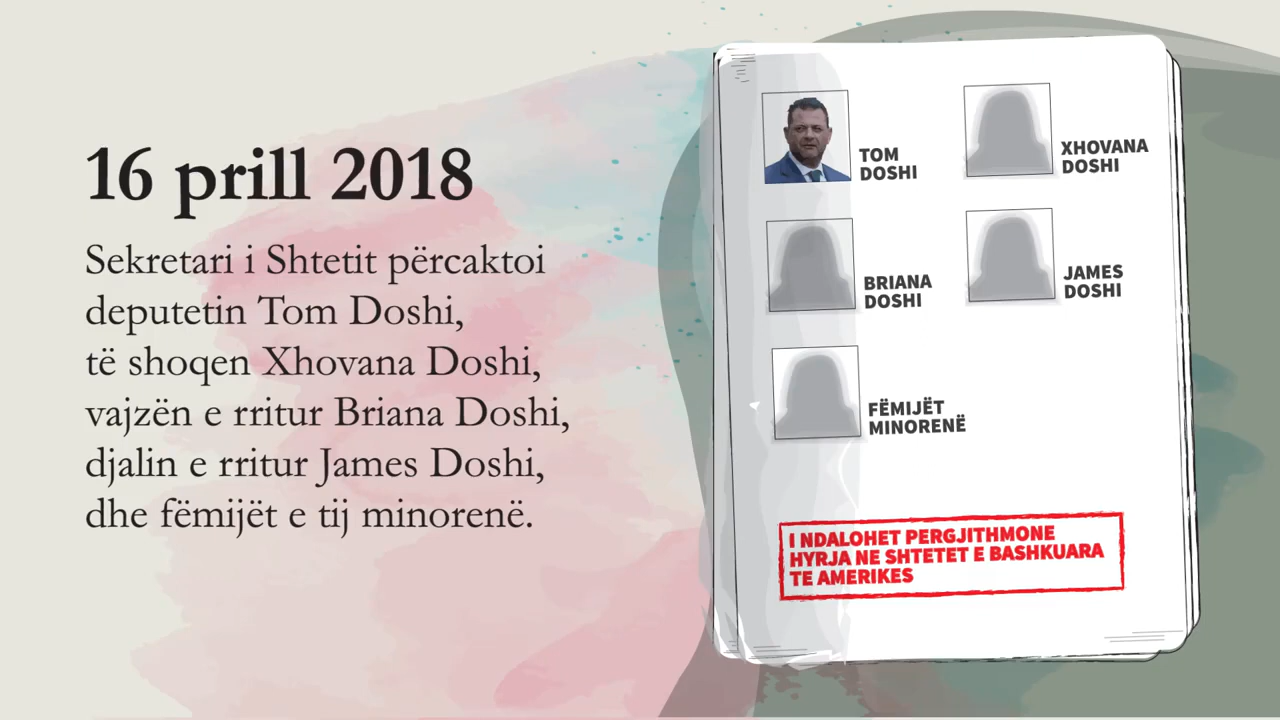 16 prill 2018
Sekretari i Shtetit përcaktoi
deputetin Tom Doshi,
të shoqen Xhovana Doshi,
vajzën e rritur Briana Doshi,
djalin e rritur James Doshi,
dhe fëmijët e tij minorenë.
TOM
DOSHI
XHOVANA
DOSHI
BRIANA
DOSHI
JAMES
DOSHI
FËMIJËT
MINORENË
I NDALOHET PERGJITHMONE
HYRJA NE SHTETET E BASHKUARA
TE AMERIKES